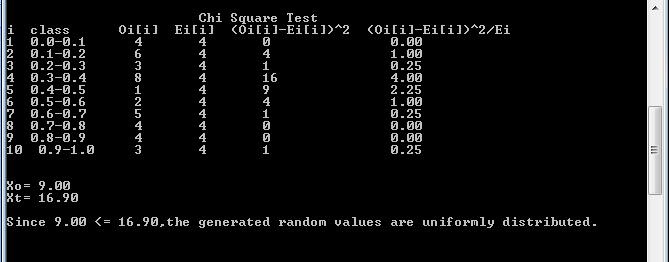 Chi Square Test
i  class      Oi[i]  Ei[i]  (Oi[i]-Ei[i])^2  (Oi[i]-Ei[i])^2/Ei
1  0.0-0.1    4      4      0                0.00
2  0.1-0.2    6      4      4                1.00
3  0.2-0.3    3      4      1                0.25
4  0.3-0.4    8      4      16               4.00
5  0.4-0.5    1      4      9                2.25
6  0.5-0.6    2      4      4                1.00
7  0.6-0.7    5      4      1                0.25
8  0.7-0.8    4      4      0                0.00
9  0.8-0.9    4      4      0                0.00
10  0.9-1.0   3      4      1                0.25
Xo= 9.00
Xt= 16.90
Since 9.00 <= 16.90,the generated random values are uniformly distributed.